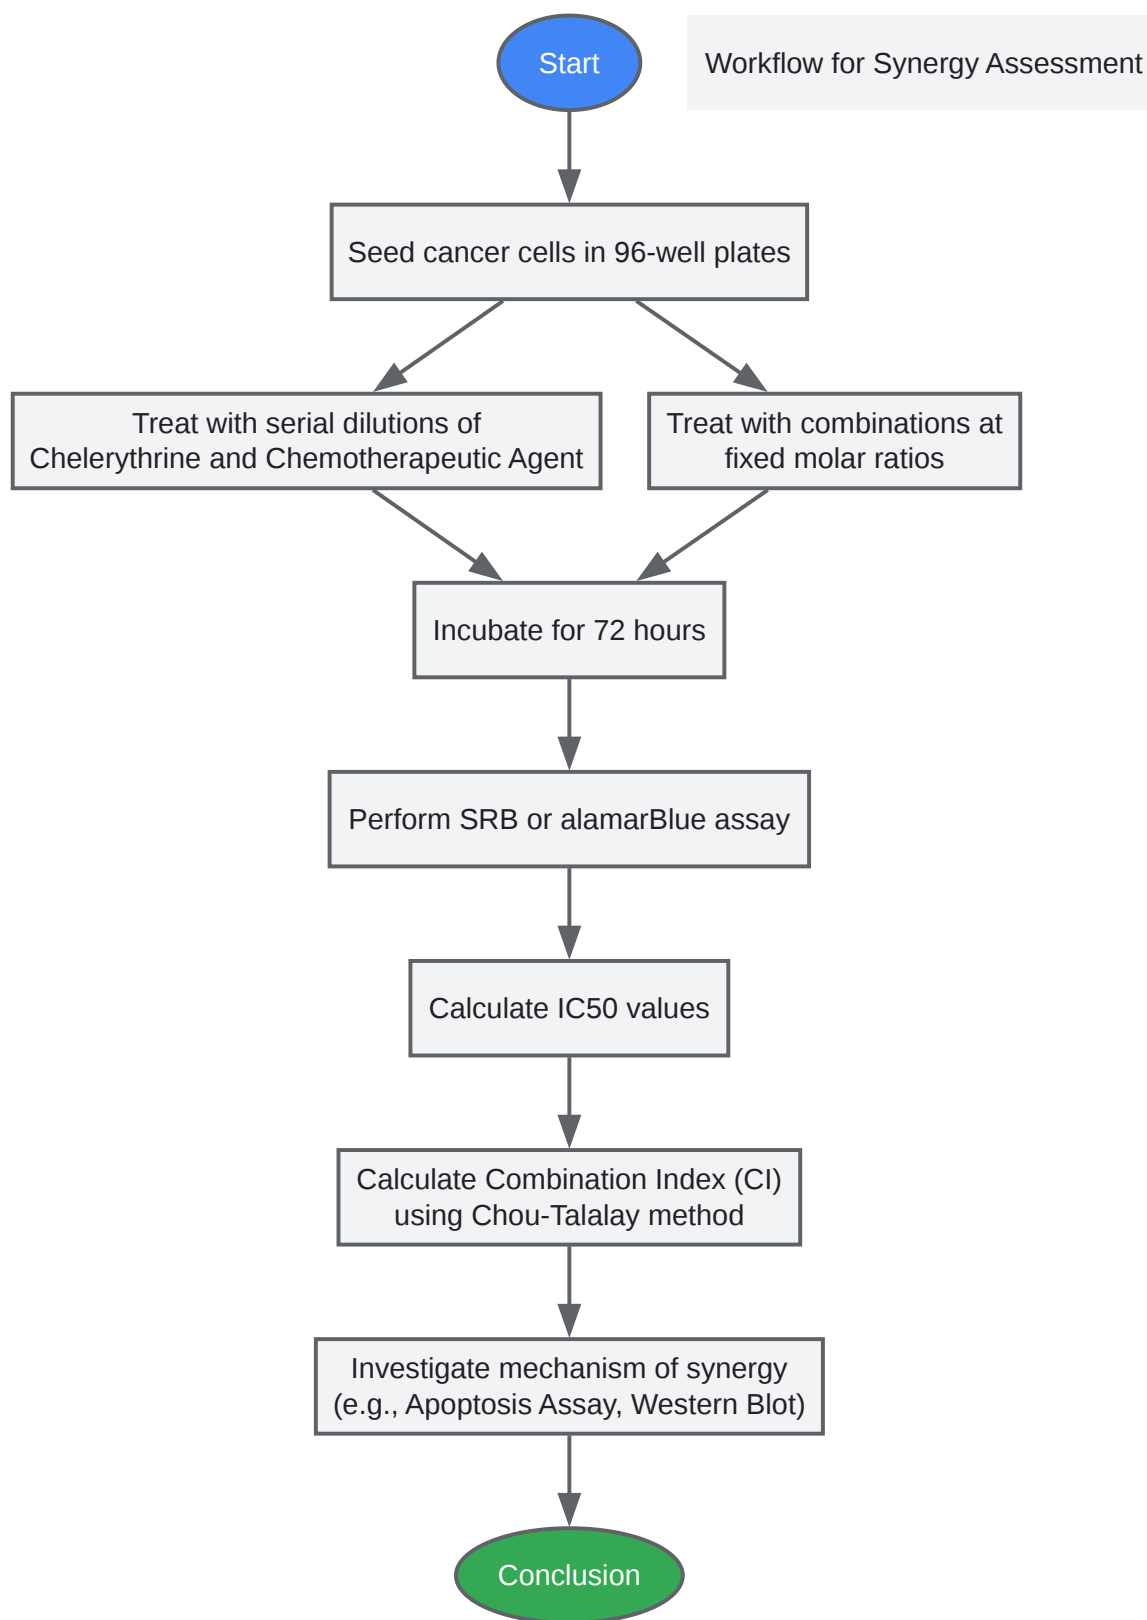 Start
Workflow for Synergy Assessment
Seed cancer cells in 96-well plates
Treat with serial dilutions of
Chelerythrine and Chemotherapeutic Agent
Treat with combinations at
fixed molar ratios
Incubate for 72 hours
Perform SRB or alamarBlue assay
Calculate IC50 values
Calculate Combination Index (CI)
using Chou-Talalay method
Investigate mechanism of synergy
(e.g., Apoptosis Assay, Western Blot)
Conclusion